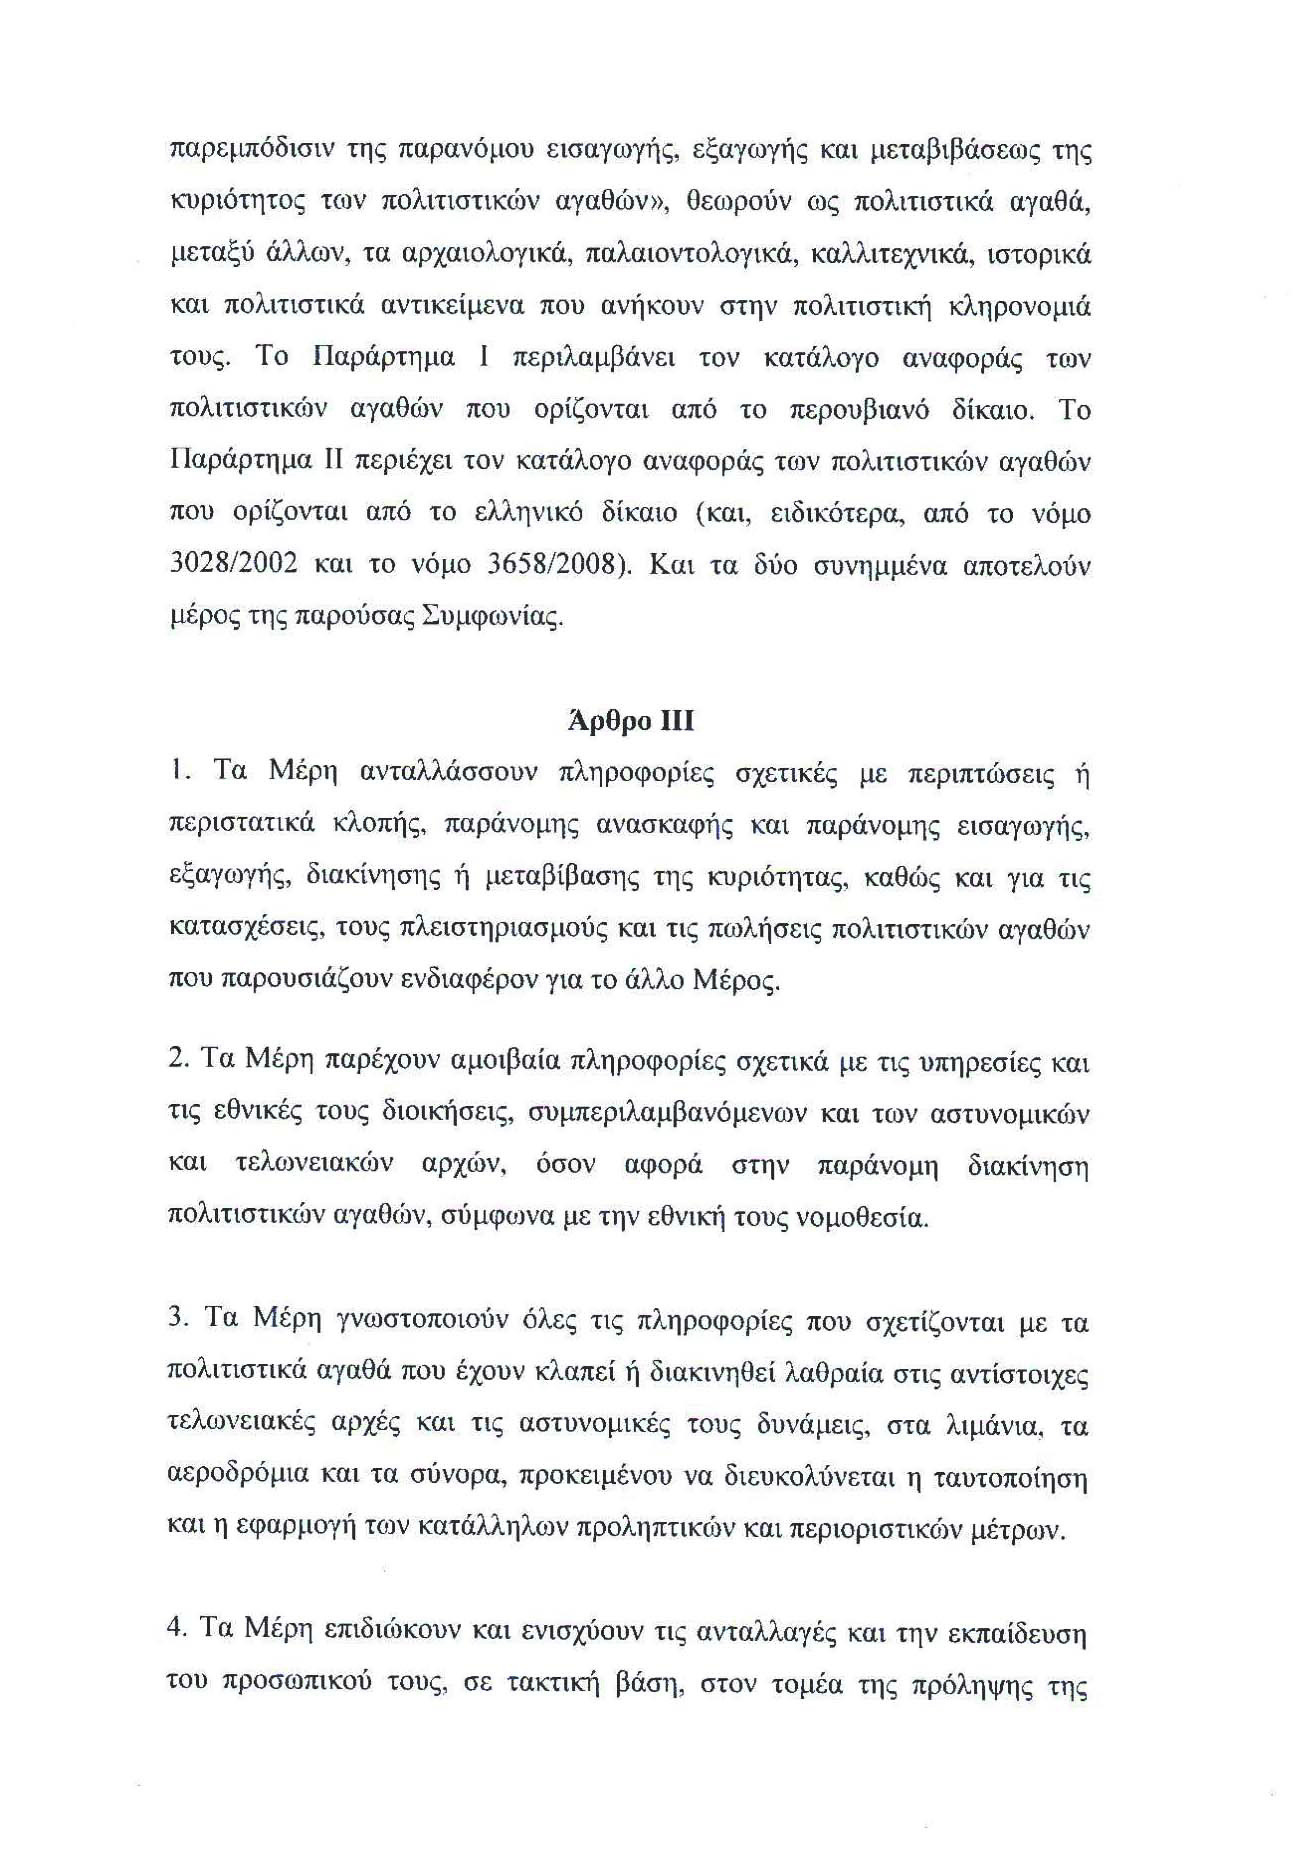 παρεμπόδισιν της παρανόμου εισαγωγής, εξαγωγής και μεταβιβάσεως της
κυριότητος των πολιτιστικών αγαθών», θεωρούν ως πολιτιστικά αγαθά,
μεταξύ άλλων, τα αρχαιολογικά, παλαιοντολογικά, καλλιτεχνικά, ιστορικά
και πολιτιστικά αντικείμενα που ανήκουν στην πολιτιστική κληρονομιά
τους. Το Παράρτημα Ι περιλαμβάνει τον κατάλογο αναφοράς των
πολιτιστικών αγαθών που ορίζονται από το περουβιανό δίκαιο. Το
Παράρτημα ΙΙ περιέχει τον κατάλογο αναφοράς των πολιτιστικών αγαθών
που ορίζονται από το ελληνικό δίκαιο (και, ειδικότερα, από το νόμο
3028/2002 και το νόμο 3658/2008). Και τα δύο συνημμένα αποτελούν
μέρος της παρούσας Συμφωνίας.
Άρθρο ΙΙΙ
1. Τα Μέρη ανταλλάσσουν πληροφορίες σχετικές με περιπτώσεις ή
περιστατικά κλοπής, παράνομης ανασκαφής και παράνομης εισαγωγής,
εξαγωγής, διακίνησης ή μεταβίβασης της κυριότητας, καθώς και για τις
κατασχέσεις, τους πλειστηριασμούς και τις πωλήσεις πολιτιστικών αγαθών
που παρουσιάζουν ενδιαφέρον για το άλλο Μέρος.
2. Τα Μέρη παρέχουν αμοιβαία πληροφορίες σχετικά με τις υπηρεσίες και
τις εθνικές τους διοικήσεις, συμπεριλαμβανόμενων και των αστυνομικών
και τελωνειακών αρχών, όσον αφορά στην παράνομη διακίνηση
πολιτιστικών αγαθών, σύμφωνα με την εθνική τους νομοθεσία.
3. Τα Μέρη γνωστοποιούν όλες τις πληροφορίες που σχετίζονται με τα
πολιτιστικά αγαθά που έχουν κλαπεί ή διακινηθεί λαθραία στις αντίστοιχες
τελωνειακές αρχές και τις αστυνομικές τους δυνάμεις, στα λιμάνια, τα
αεροδρόμια και τα σύνορα, προκειμένου να διευκολύνεται η ταυτοποίηση
και η εφαρμογή των κατάλληλων προληπτικών και περιοριστικών μέτρων.
4. Τα Μέρη επιδιώκουν και ενισχύουν τις ανταλλαγές και την εκπαίδευση
του προσωπικού τους, σε τακτική βάση, στον τομέα της πρόληψης της